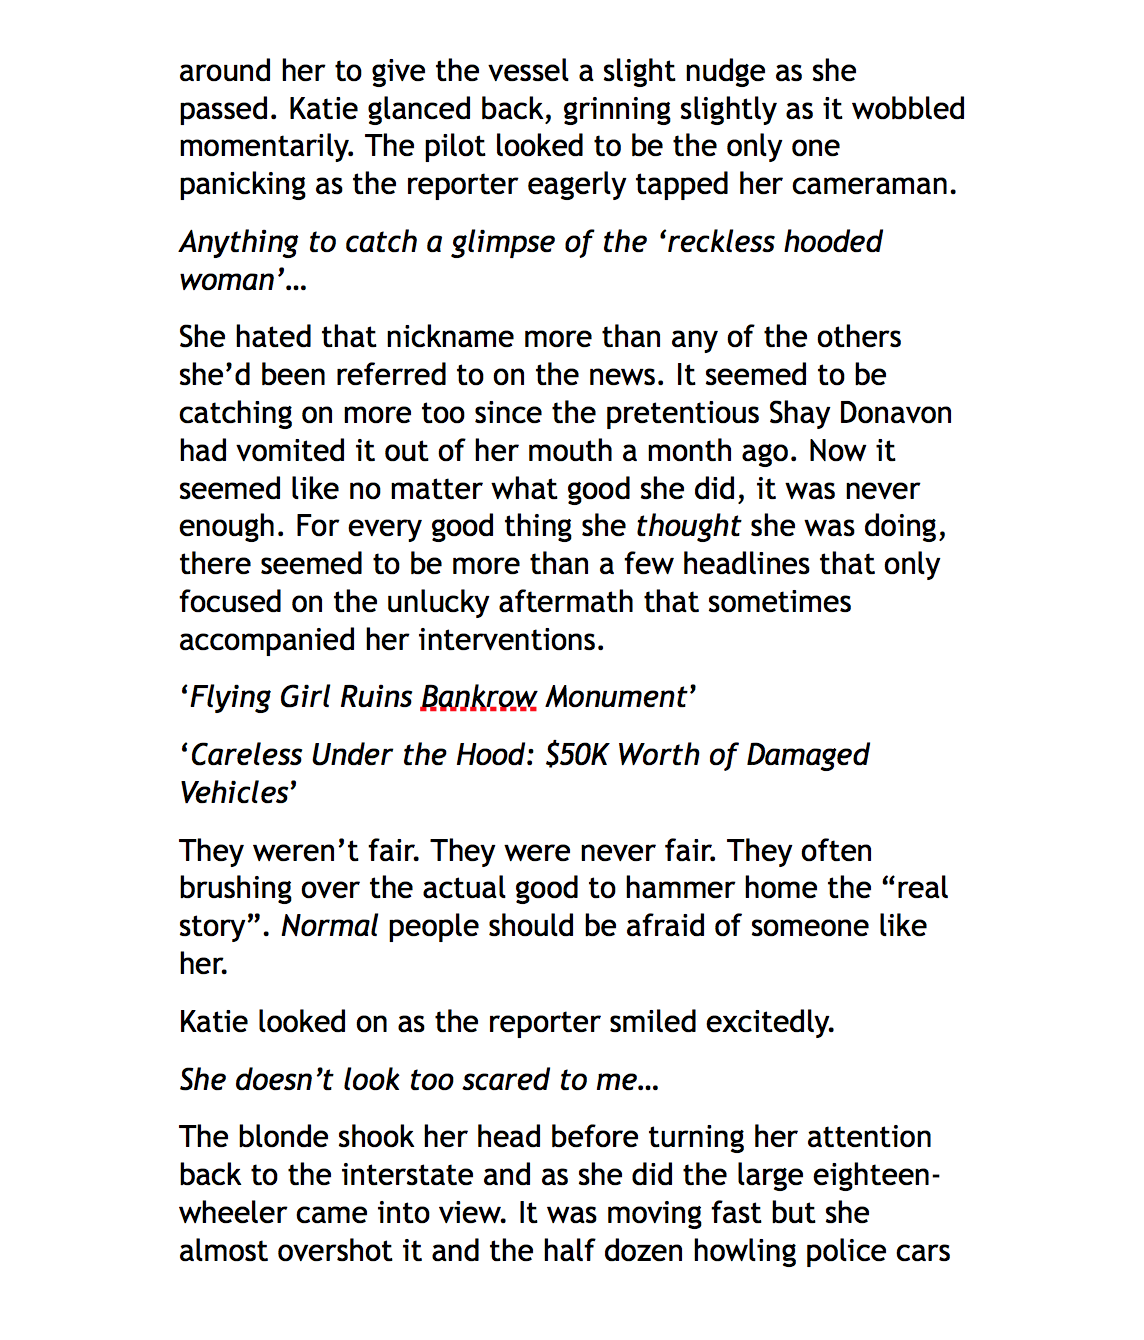 around her to give the vessel a slight nudge as she
passed. Katie glanced back, grinning slightly as it wobbled
momentarily. The pilot looked to be the only one
panicking as the reporter eagerly tapped her cameraman.
Anything to catch a glimpse of the ‘reckless hooded
woman’…
She hated that nickname more than any of the others
she’d been referred to on the news. It seemed to be
catching on more too since the pretentious Shay Donavon
had vomited it out of her mouth a month ago. Now it
seemed like no matter what good she did, it was never
enough. For every good thing she thought she was doing,
there seemed to be more than a few headlines that only
focused on the unlucky aftermath that sometimes
accompanied her interventions.
‘Flying Girl Ruins Bankrow Monument’
‘Careless Under the Hood: $50K Worth of Damaged
Vehicles’
They weren’t fair. They were never fair. They often
brushing over the actual good to hammer home the “real
story”. Normal people should be afraid of someone like
her.
Katie looked on as the reporter smiled excitedly.
She doesn’t look too scared to me…
The blonde shook her head before turning her attention
back to the interstate and as she did the large eighteen-
wheeler came into view. It was moving fast but she
almost overshot it and the half dozen howling police cars